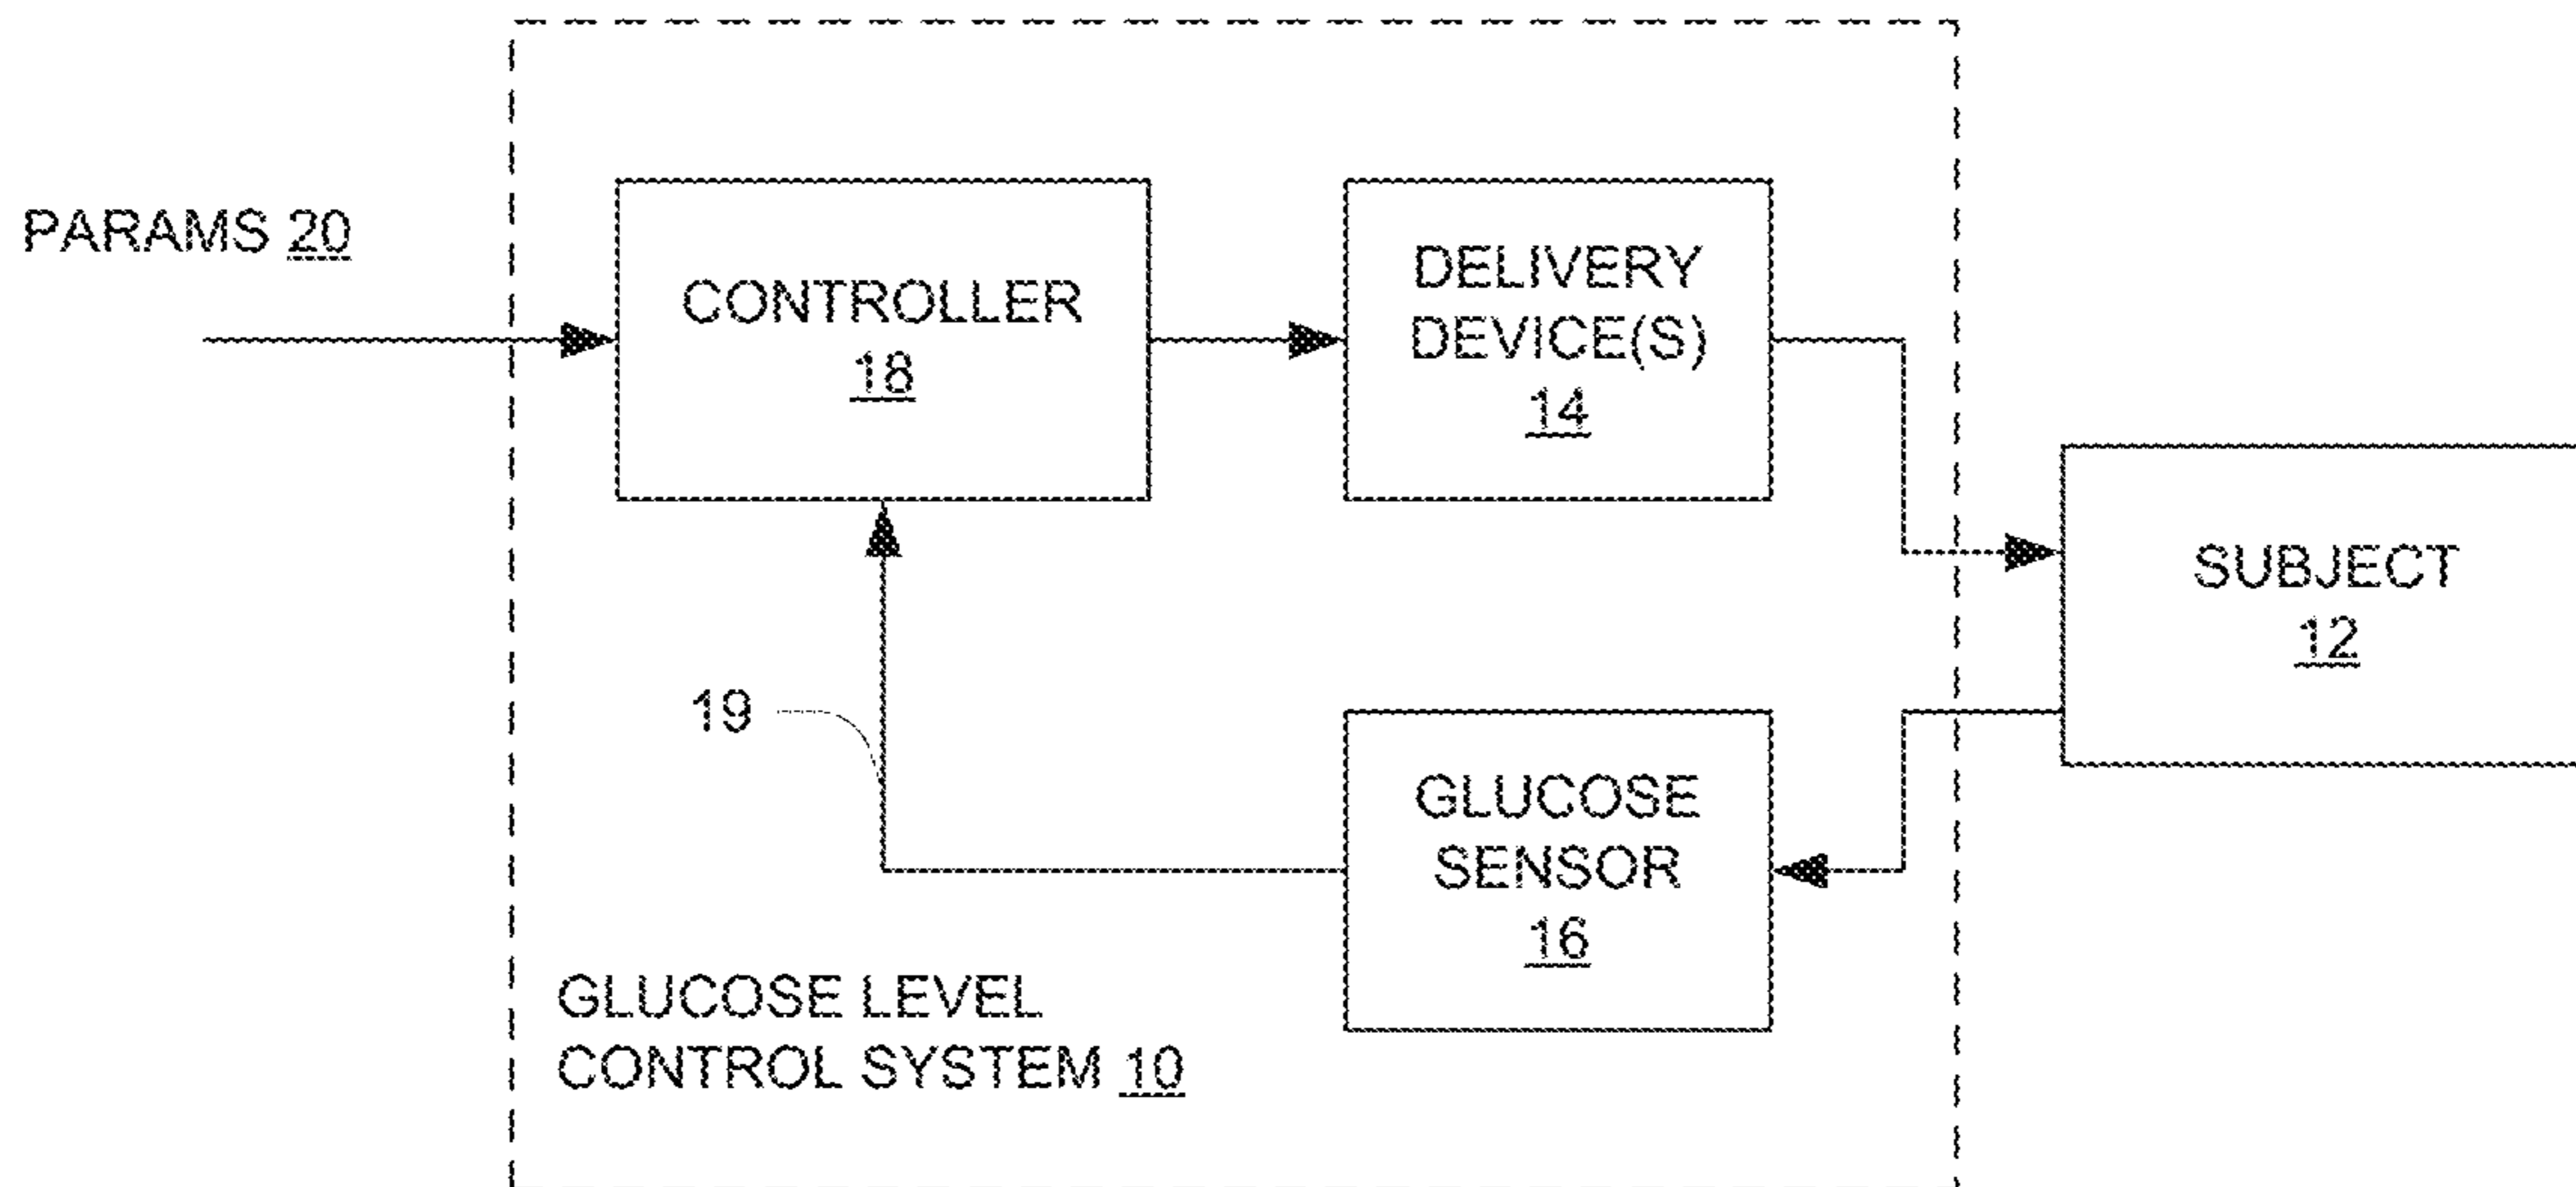 PARAMS 20
CONTROLLER
18
DELIVERY
DEVICE(S)
14
SUBJECT
12
19
GLUCOSE
SENSOR
16
GLUCOSE LEVEL
CONTROL SYSTEM 10